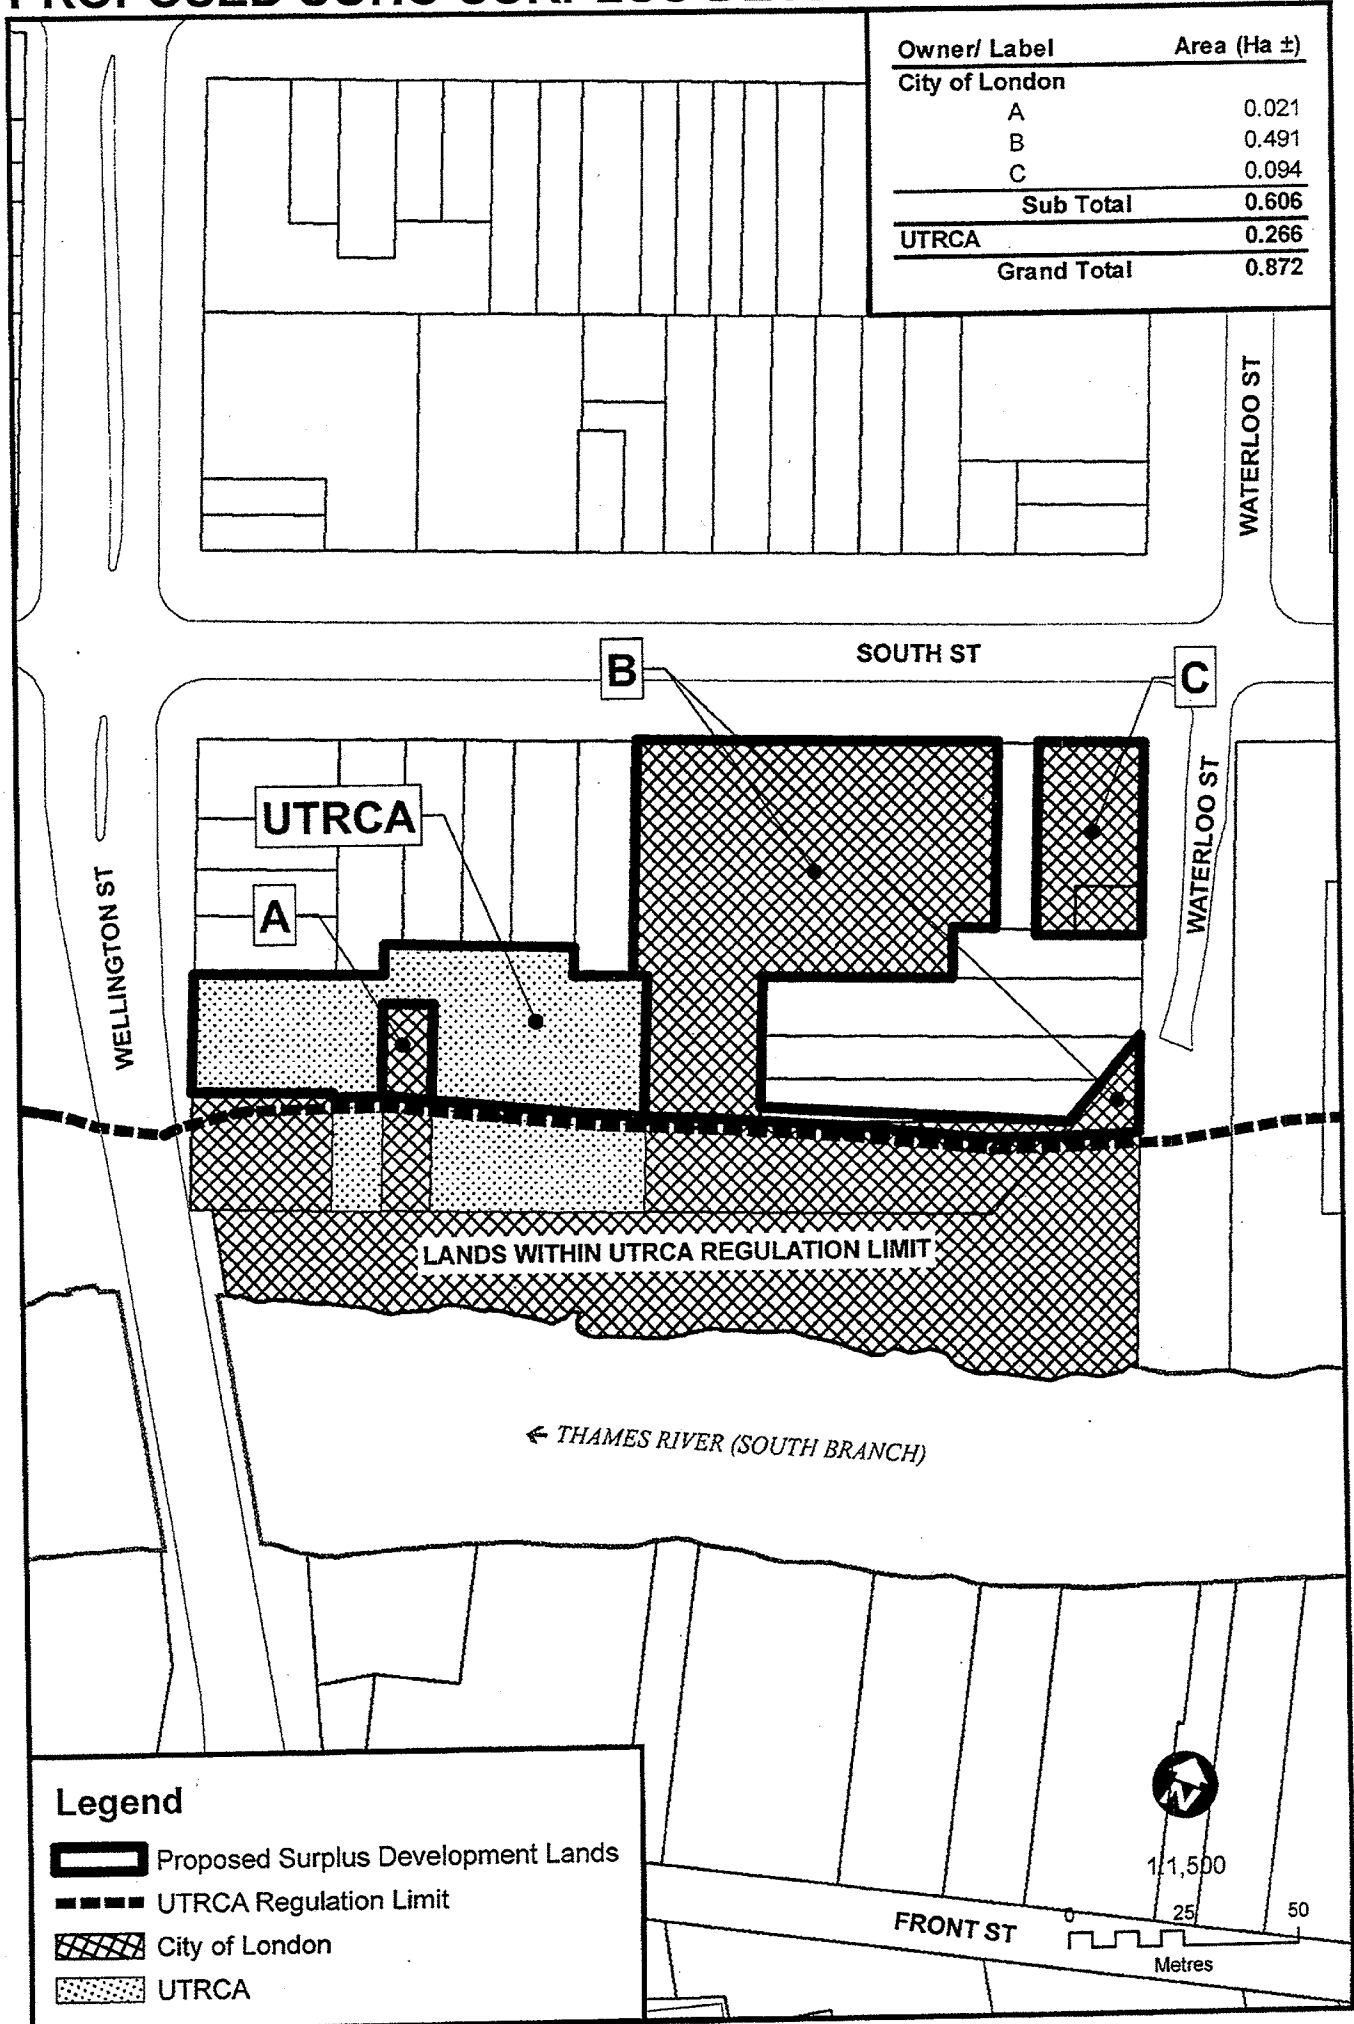 PROPOSED SOHO SURPLUS
Owner/ Label Area (Ha ±)
City of London
A 0.021
B 0.491
C 0.094
Sub Total 0.606
UTRCA 0.266
Grand Total 0.872
WATERLOO ST
SOUTH ST
B
C
UTRCA
A
WATERLOO ST
WELLINGTON ST
LANDS WITHIN UTRCA REGULATION LIMIT
← THAMES RIVER (SOUTH BRANCH)
Legend
Proposed Surplus Development Lands
UTRCA Regulation Limit
City of London
UTRCA
N
1:1,500
0 25 50
Metres
FRONT ST